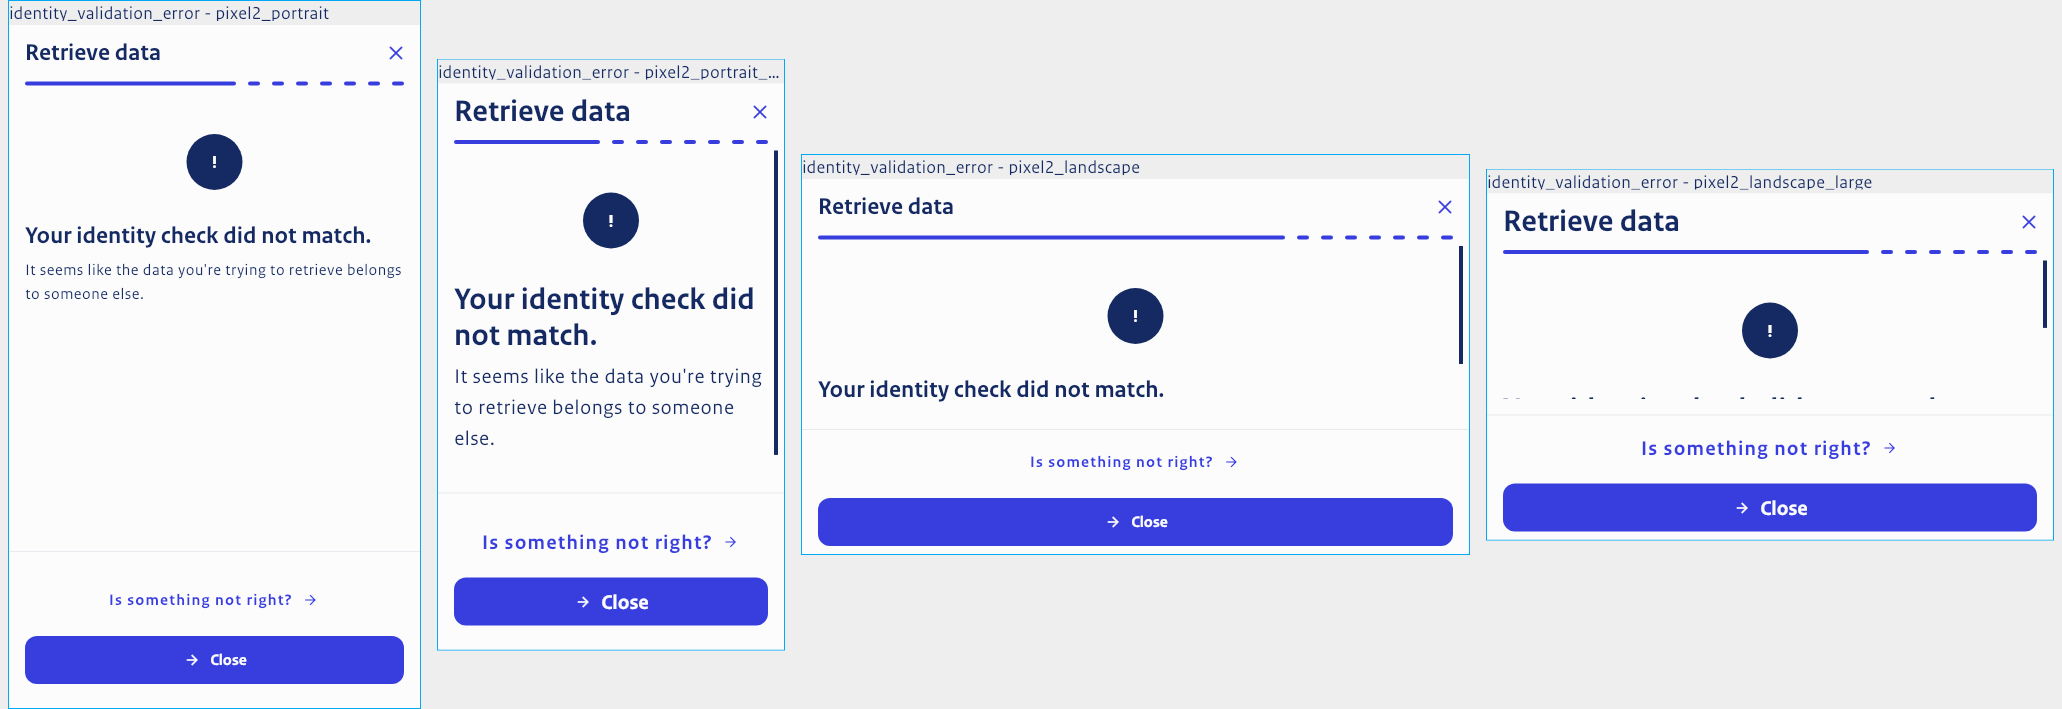 identity_validation_error - pixel2_portrait
Retrieve data
!
Your identity check did not match.
It seems like the data you're trying to retrieve belongs
to someone else.
Is something not right?
Close
identity_validation_error - pixel2_portrait_...
Retrieve data
!
Your identity check did
not match.
It seems like the data you're trying
to retrieve belongs to someone
else.
Is something not right?
Close
identity_validation_error - pixel2_landscape
Retrieve data
!
Your identity check did not match.
Is something not right?
Close
identity_validation_error - pixel2_landscape_large
Retrieve data
!
Is something not right?
Close